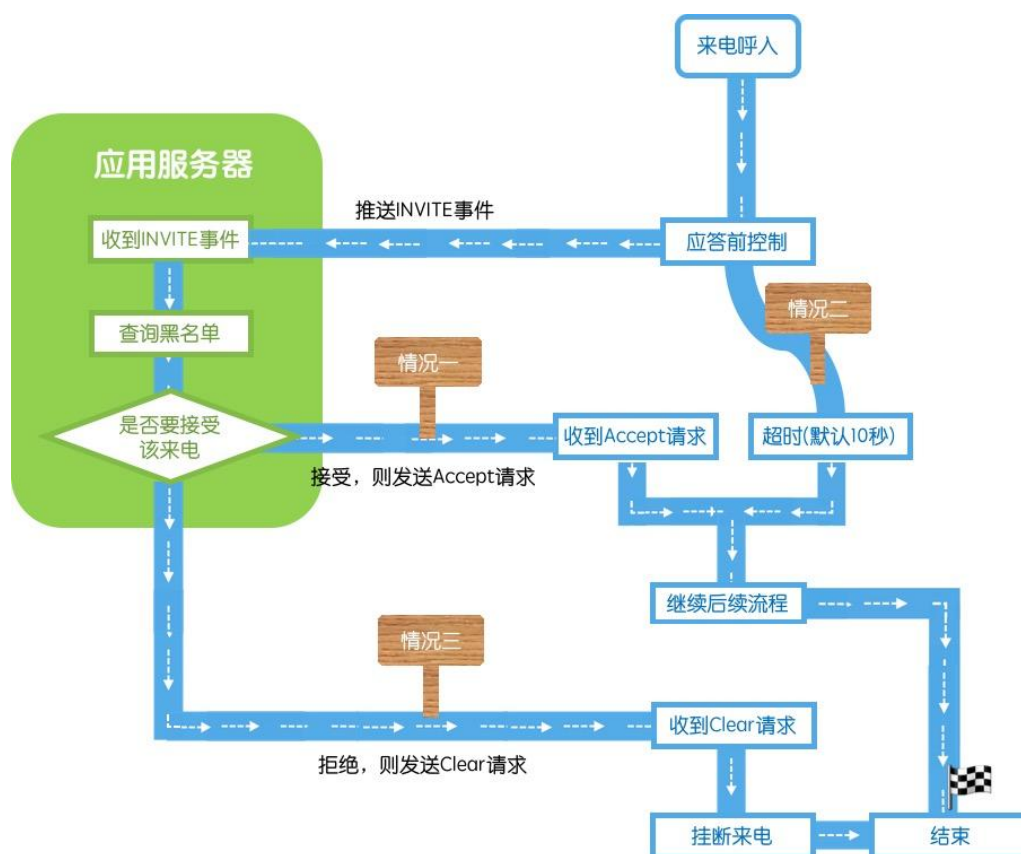 来电呼入
应用服务器
推送INVITE事件
收到INVITE事件
应答前控制
情况二
查询黑名单
情况一
是否要接受
该来电
收到Accept请求
超时(默认10秒)
接受，则发送Accept请求
继续后续流程
情况三
收到Clear请求
拒绝，则发送Clear请求
挂断来电
结束